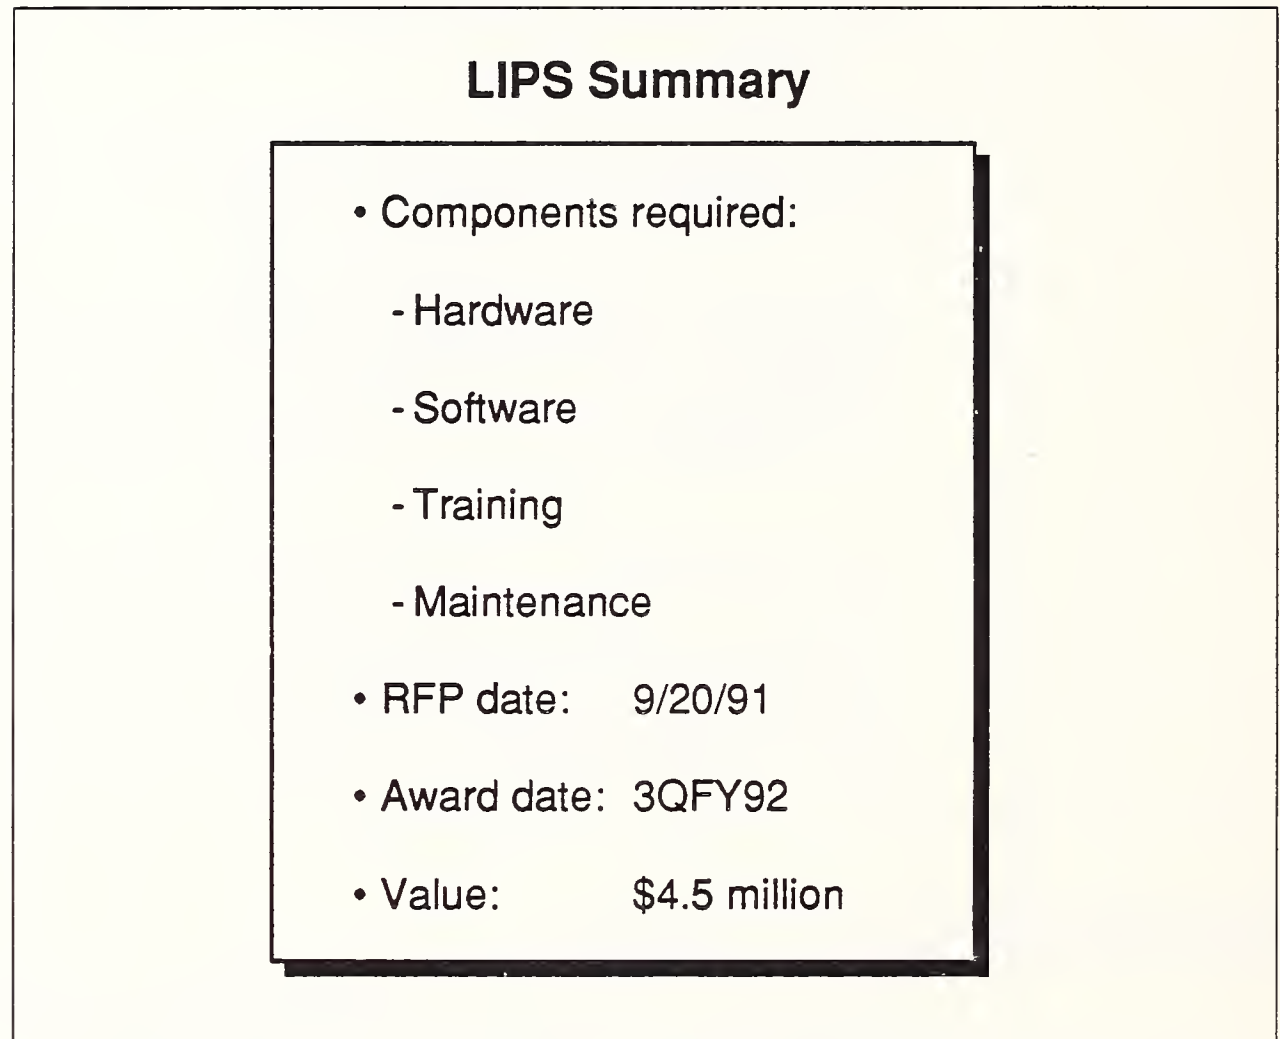 LIPS Summary
• Components required:
- Hardware
- Software
- Training
- Maintenance
• RFP date: 9/20/91
• Award date: 3QFY92
• Value: $4.5 million